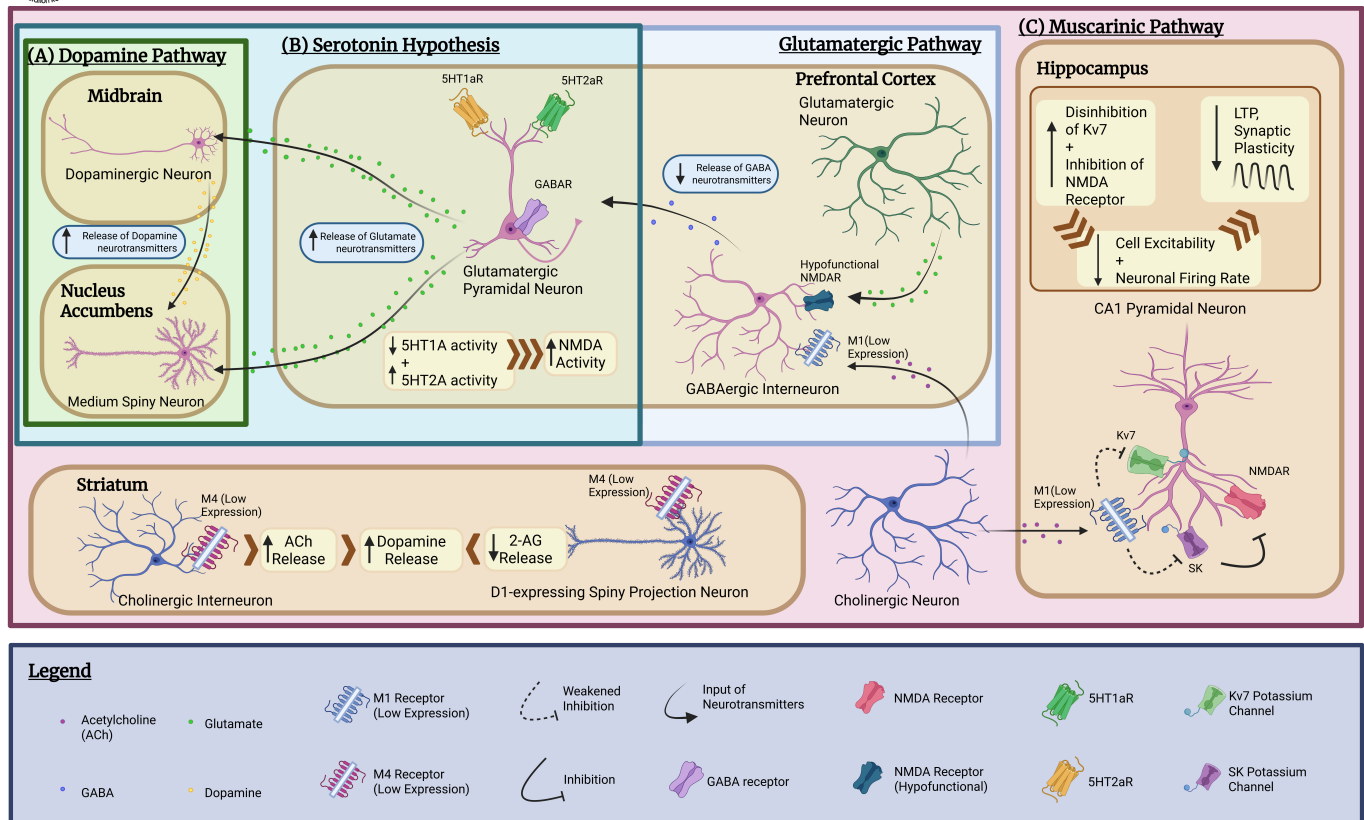 (A) Dopamine Pathway
Midbrain
Dopaminergic Neuron
Release of Dopamine
neurotransmitters
Nucleus
Accumbens
Medium Spiny Neuron
(B) Serotonin Hypothesis
5HT1aR
5HT2aR
GABAR
Release of Glutamate
neurotransmitters
Glutamatergic
Pyramidal Neuron
5HT1A activity
+
5HT2A activity
NMDA
Activity
Glutamatergic Pathway
Prefrontal Cortex
Glutamatergic
Neuron
Release of GABA
neurotransmitters
Hypofunctional
NMDAR
M1(Low
Expression)
GABAergic Interneuron
(C) Muscarinic Pathway
Hippocampus
Disinhibition
of Kv7
+
Inhibition of
NMDA
Receptor
LTP,
Synaptic
Plasticity
Cell Excitability
+
Neuronal Firing Rate
CA1 Pyramidal Neuron
Kv7
NMDAR
M1(Low
Expression)
SK
Striatum
M4 (Low
Expression)
ACh
Release
Dopamine
Release
2-AG
Release
M4 (Low
Expression)
Cholinergic Interneuron
D1-expressing Spiny Projection Neuron
Cholinergic Neuron
Legend
Acetylcholine
(ACh)
Glutamate
M1 Receptor
(Low Expression)
Weakened
Inhibition
Input of
Neurotransmitters
NMDA Receptor
5HT1aR
Kv7 Potassium
Channel
GABA
Dopamine
M4 Receptor
(Low Expression)
Inhibition
GABA receptor
NMDA Receptor
(Hypofunctional)
5HT2aR
SK Potassium
Channel